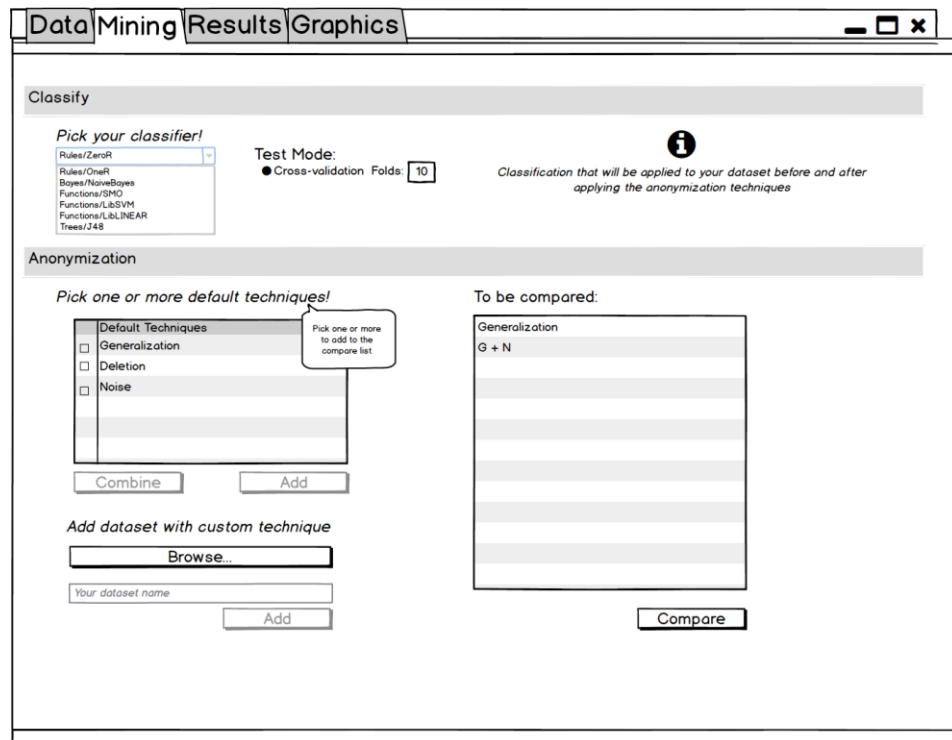 Data Mining Results Graphics
Classify
Pick your classifier!
Rules/ZeroR
Rules/OneR
Bayes/NaiveBayes
Functions/SMO
Functions/LibSVM
Functions/LibLINEAR
Trees/J48
Test Mode:
Cross-validation Folds: 10
i
Classification that will be applied to your dataset before and after
applying the anonymization techniques
Anonymization
Pick one or more default techniques!
Default Techniques
Generalization
Deletion
Noise
Pick one or more
to add to the
compare list
Combine
Add
Add dataset with custom technique
Browse...
Your dataset name
Add
To be compared:
Generalization
G + N
Compare